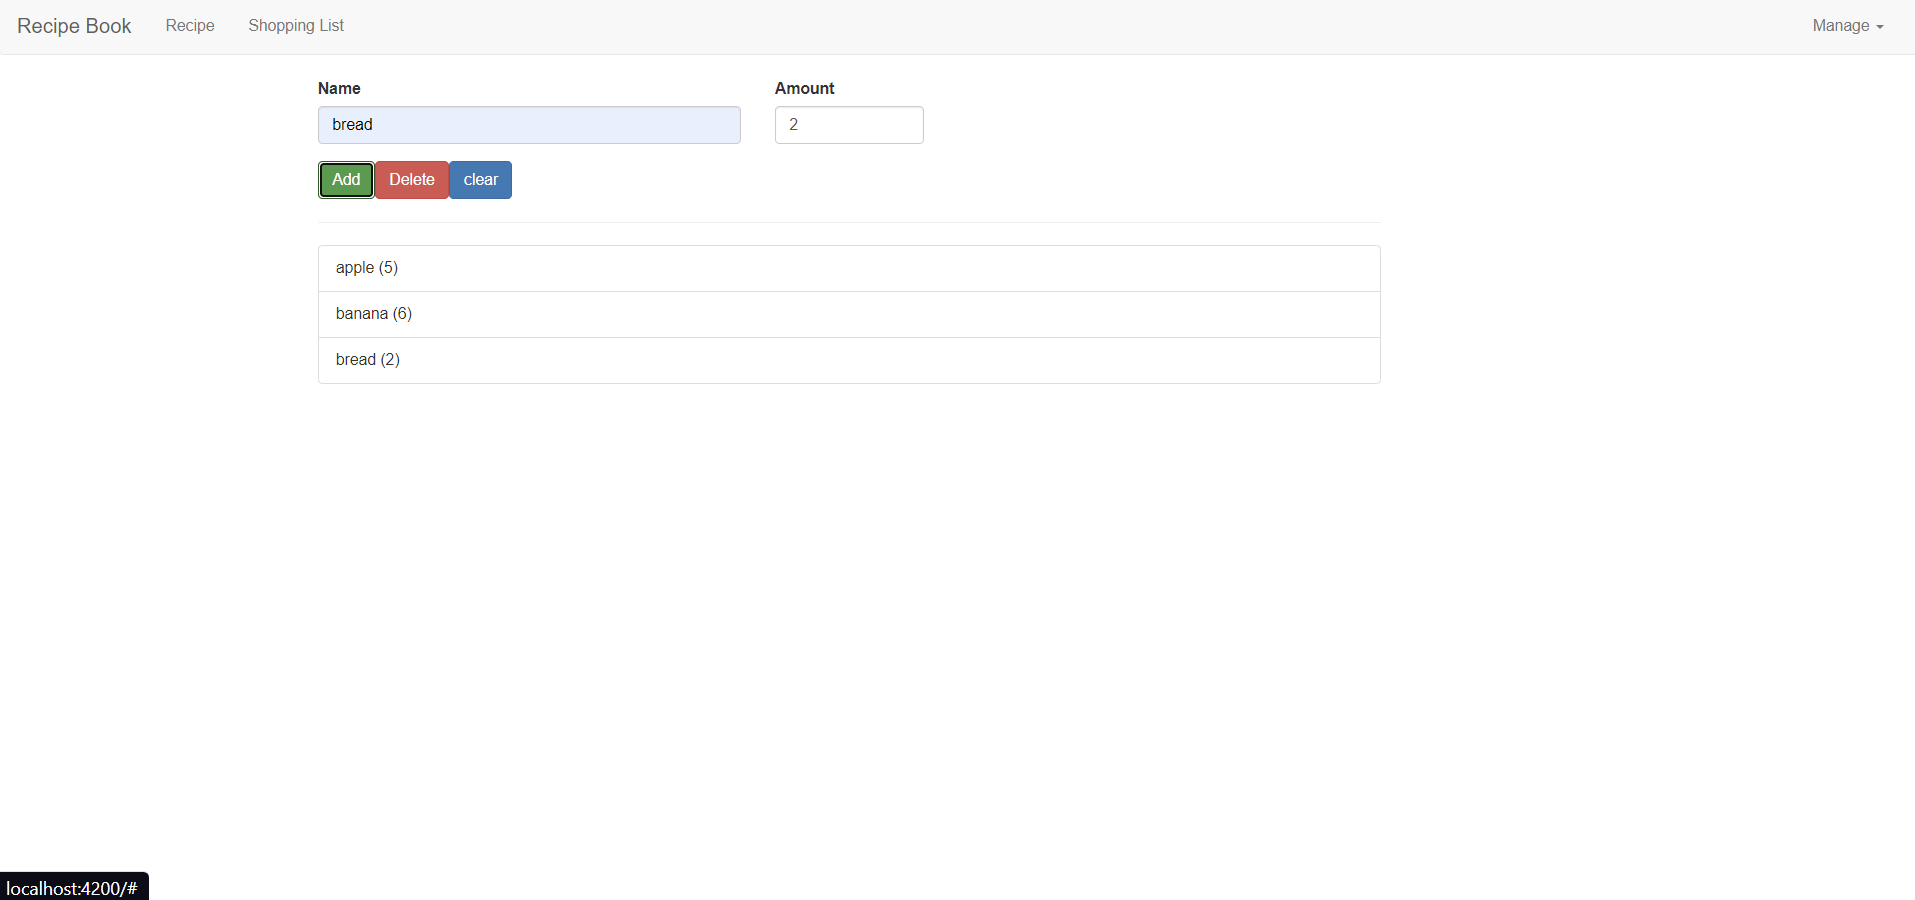 Recipe Book Recipe Shopping List Manage
Name Amount
bread 2
Add Delete clear
apple (5)
banana (6)
bread (2)
localhost:4200/#